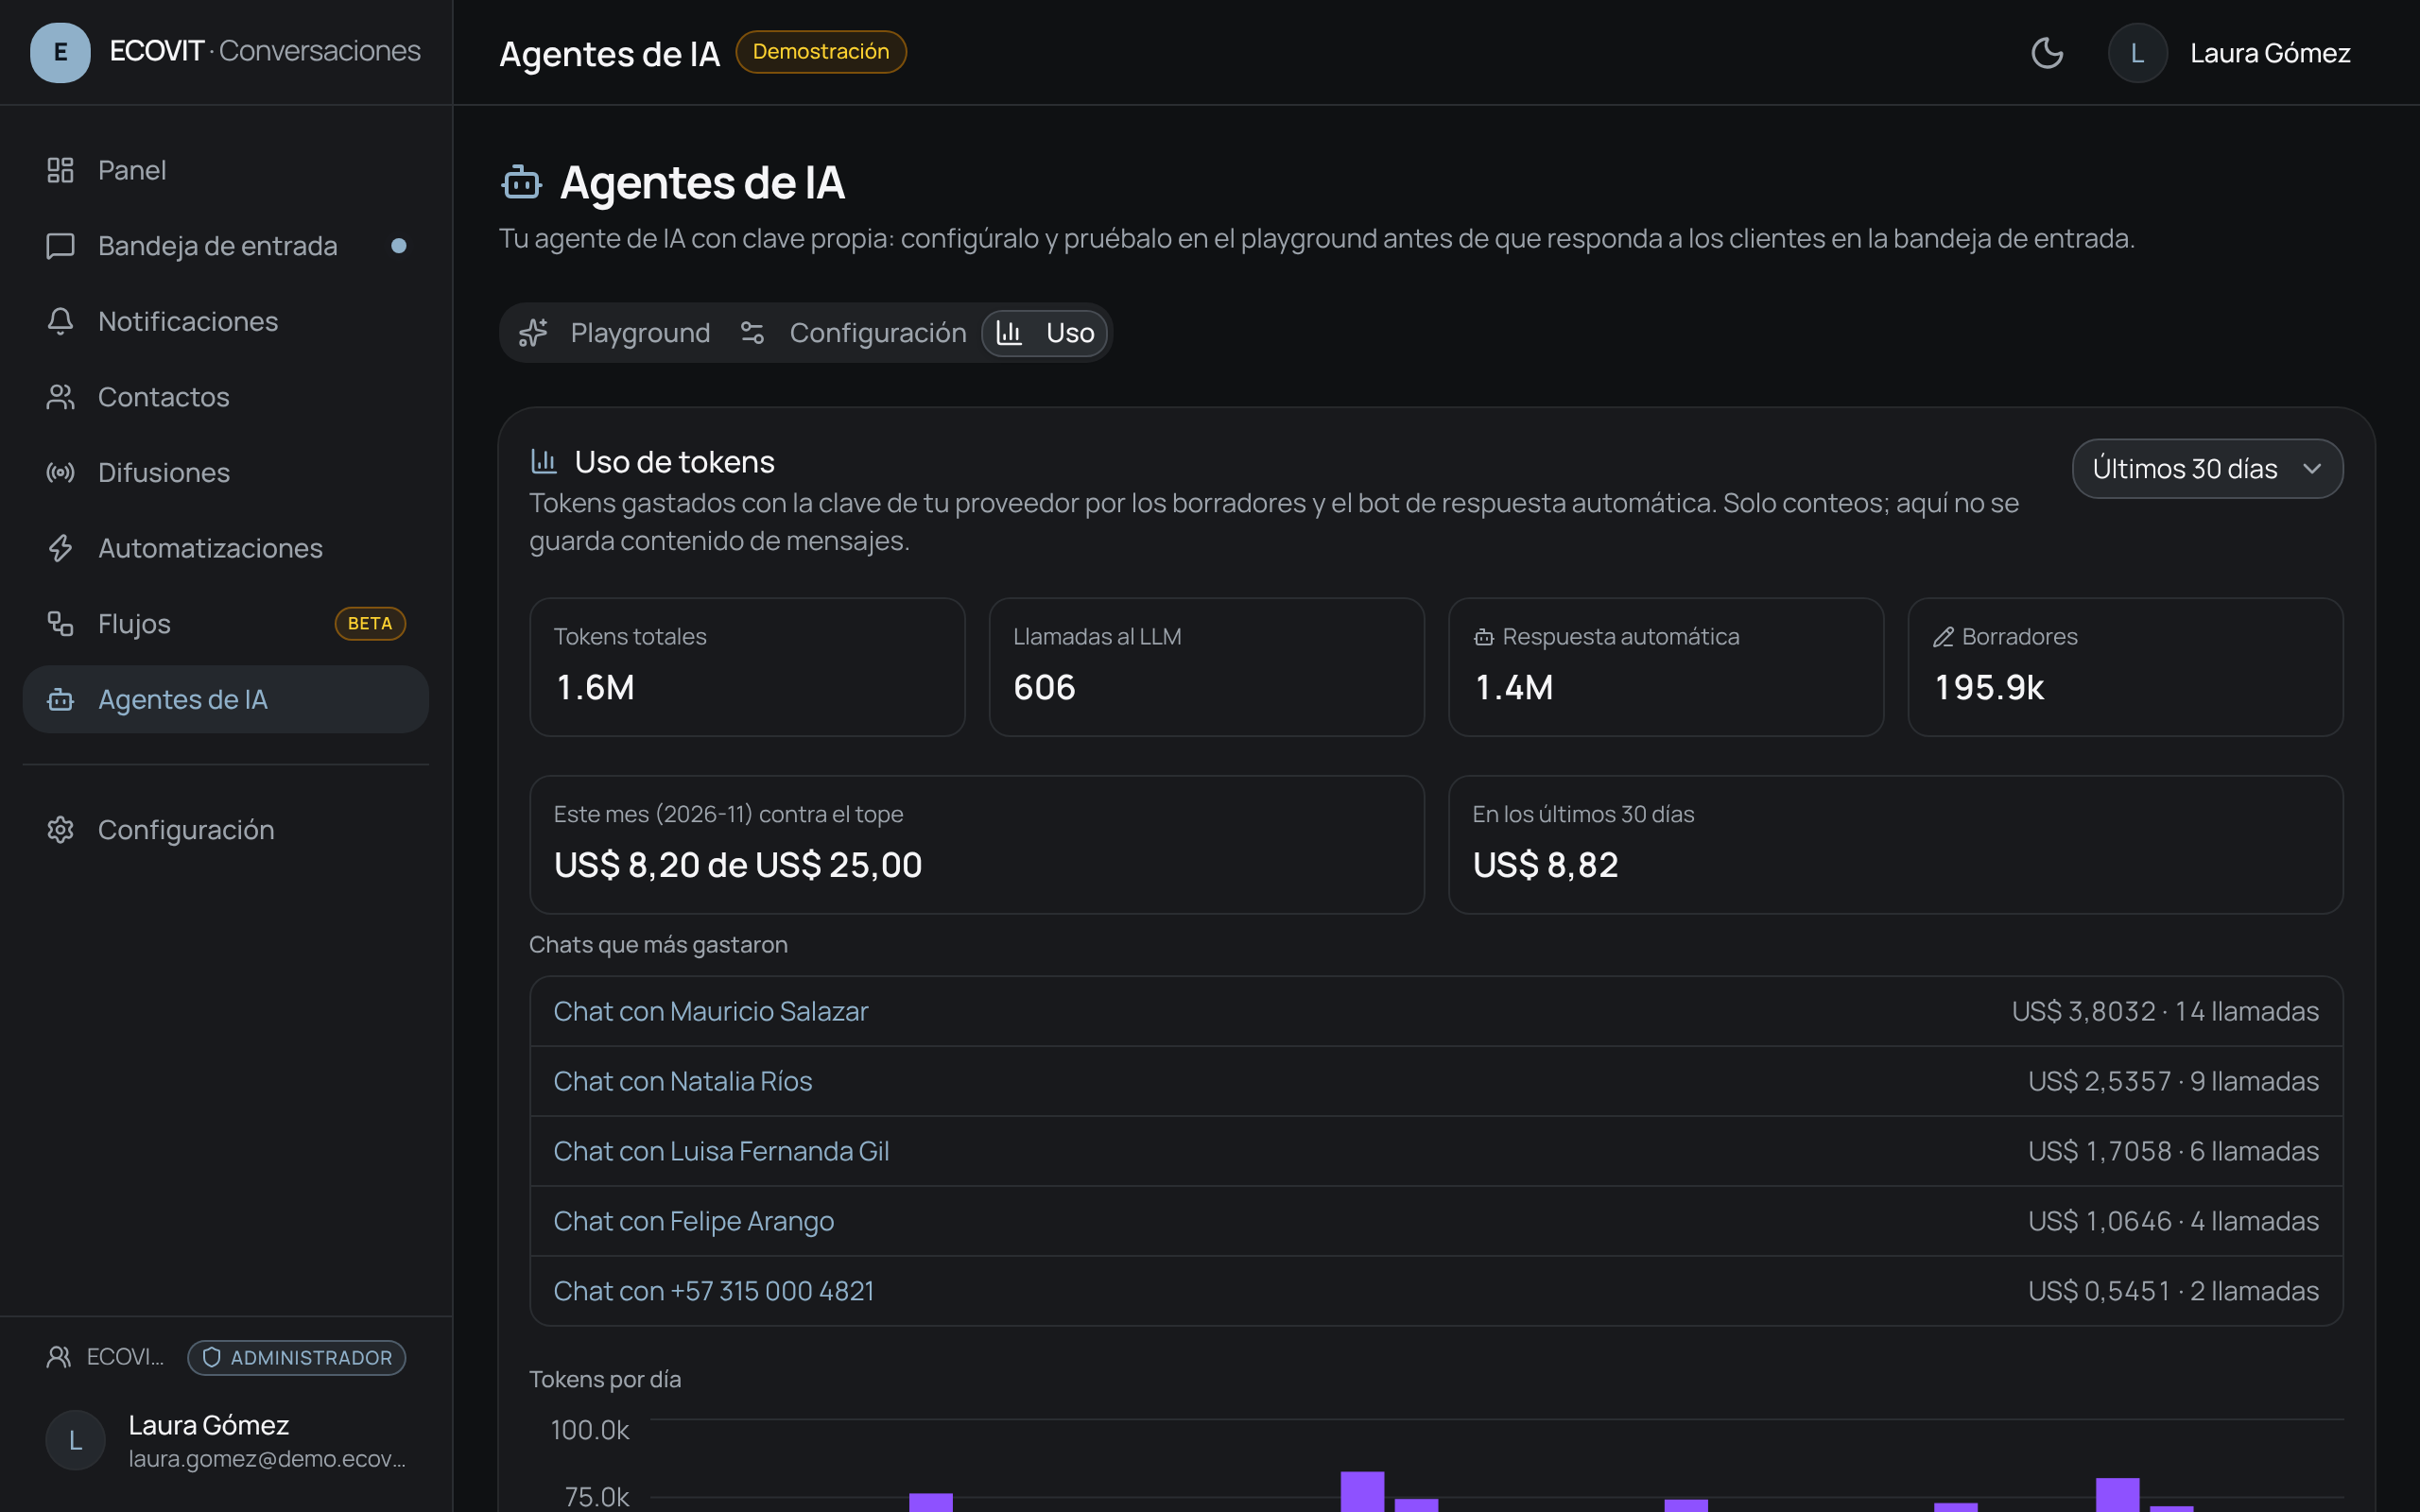 E
ECOVIT · Conversaciones
Panel
Bandeja de entrada
Notificaciones
Contactos
Difusiones
Automatizaciones
Flujos BETA
Agentes de IA
Configuración
ECOVI... ADMINISTRADOR
L
Laura Gómez
laura.gomez@demo.ecov...
Agentes de IA Demostración
L Laura Gómez
Agentes de IA
Tu agente de IA con clave propia: configúralo y pruébalo en el playground antes de que responda a los clientes en la bandeja de entrada.
Playground Configuración Uso
Uso de tokens
Últimos 30 días
Tokens gastados con la clave de tu proveedor por los borradores y el bot de respuesta automática. Solo conteos; aquí no se
guarda contenido de mensajes.
Tokens totales
1.6M
Llamadas al LLM
606
Respuesta automática
1.4M
Borradores
195.9k
Este mes (2026-11) contra el tope
US$ 8,20 de US$ 25,00
En los últimos 30 días
US$ 8,82
Chats que más gastaron
Chat con Mauricio Salazar US$ 3,8032 · 14 llamadas
Chat con Natalia Ríos US$ 2,5357 · 9 llamadas
Chat con Luisa Fernanda Gil US$ 1,7058 · 6 llamadas
Chat con Felipe Arango US$ 1,0646 · 4 llamadas
Chat con +57 315 000 4821 US$ 0,5451 · 2 llamadas
Tokens por día
100.0k
75.0k